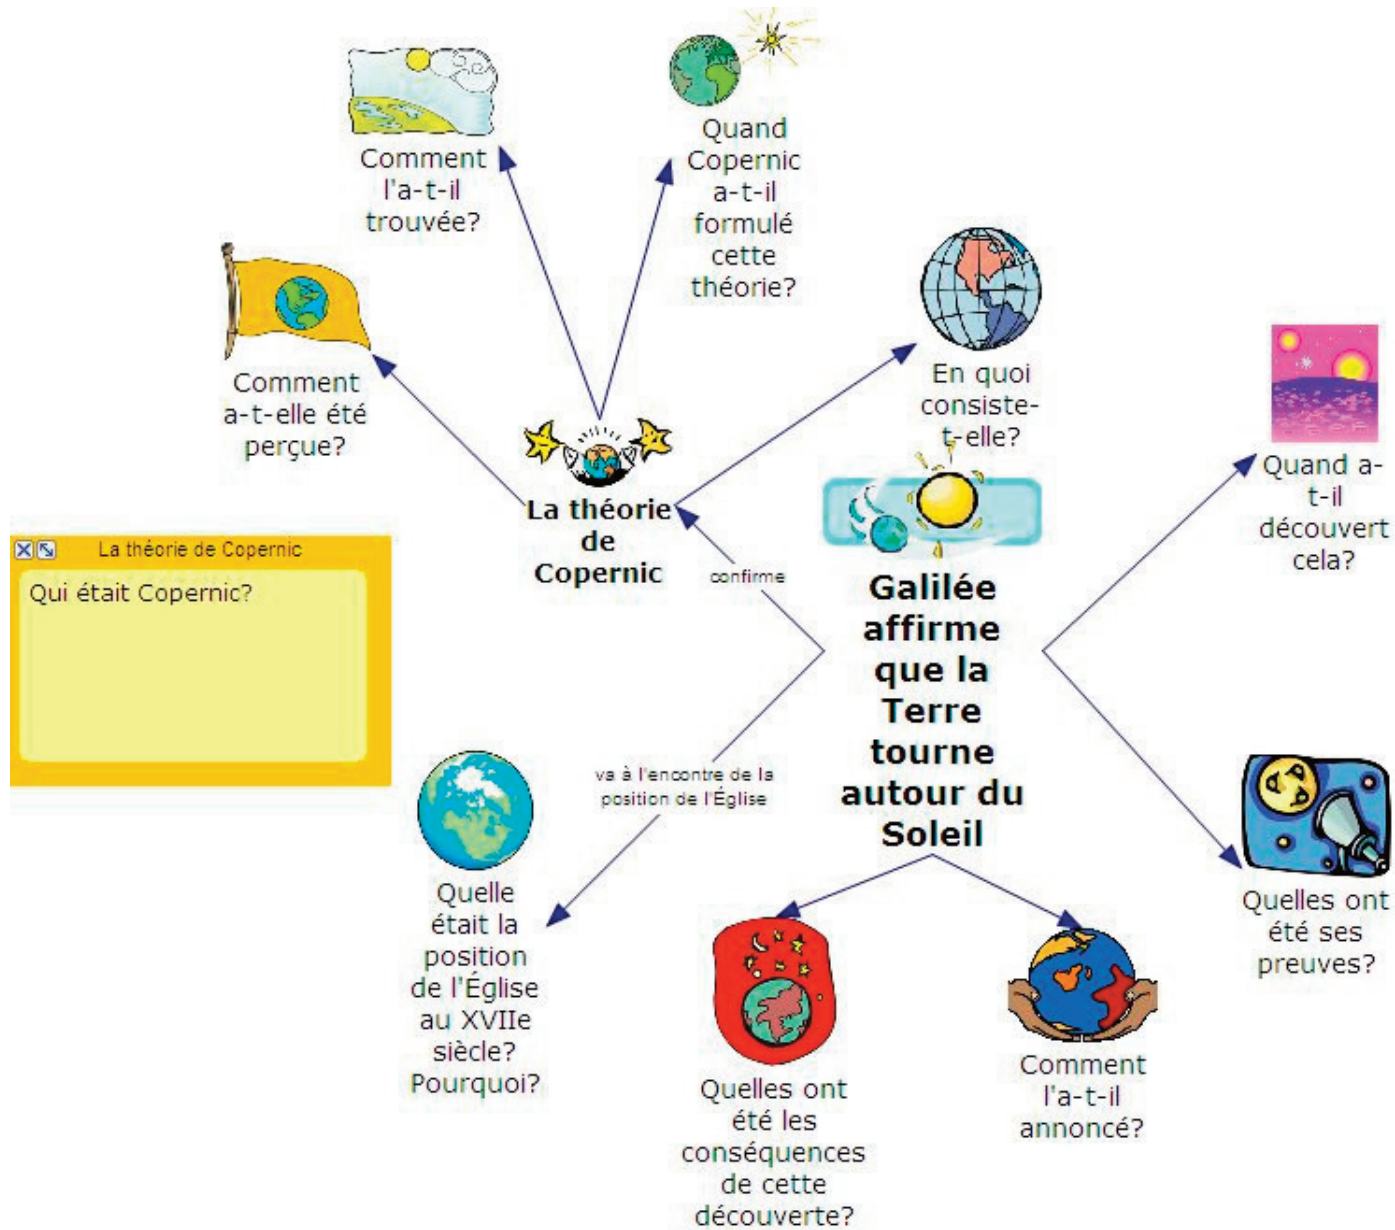 Comment
l'a-t-il
trouvée?
Quand
Copernic
a-t-il
formulé
cette
théorie?
Comment
a-t-elle été
perçue?
En quoi
consiste-
t-elle?
La théorie
de
Copernic
La théorie de Copernic
Qui était Copernic?
confirme
Galilée
affirme
que la
Terre
tourne
autour du
Soleil
Quand a-
t-il
découvert
cela?
va à l'encontre de la
position de l'Église
Quelle
était la
position
de l'Église
au XVIIe
siècle?
Pourquoi?
Quelles ont
été les
conséquences
de cette
découverte?
Comment
l'a-t-il
annoncé?
Quelles ont
été ses
preuves?